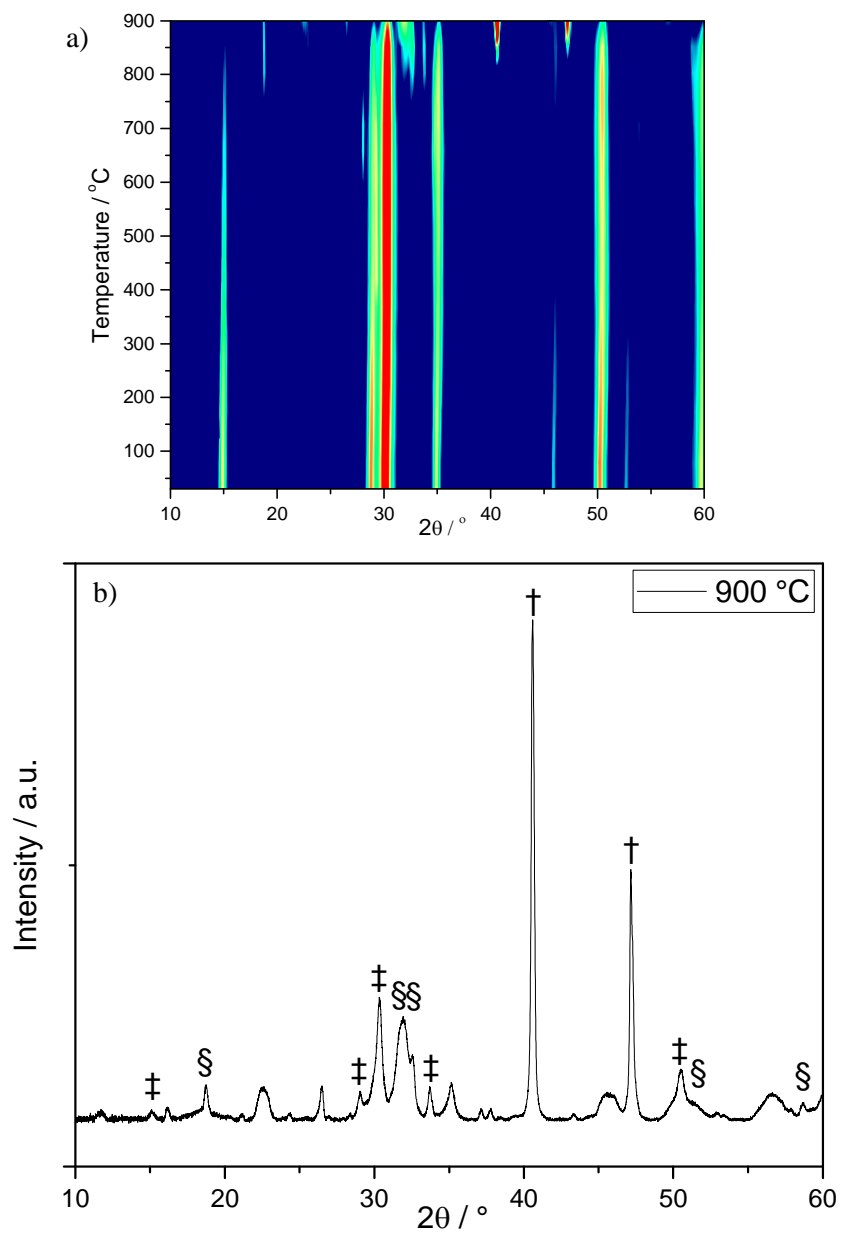 a)
900
800
700
600
500
400
300
200
100
Temperature / °C
10 20 30 40 50 60
2θ / °
b)
900 °C
†
†
‡
§§
‡
‡
§
‡
‡
§
§
Intensity / a.u.
10 20 30 40 50 60
2θ / °